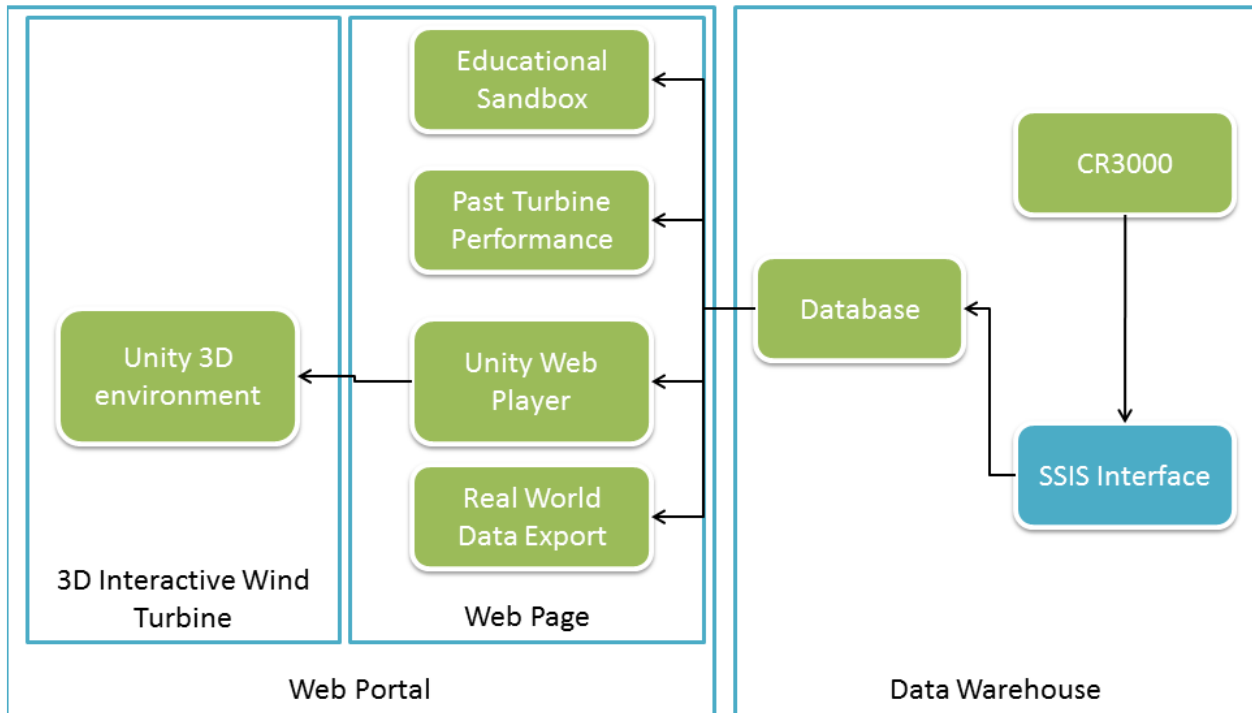 Educational
Sandbox
CR3000
Past Turbine
Performance
Database
Unity 3D
environment
Unity Web
Player
SSIS Interface
Real World
Data Export
3D Interactive Wind
Turbine
Web Page
Web Portal
Data Warehouse